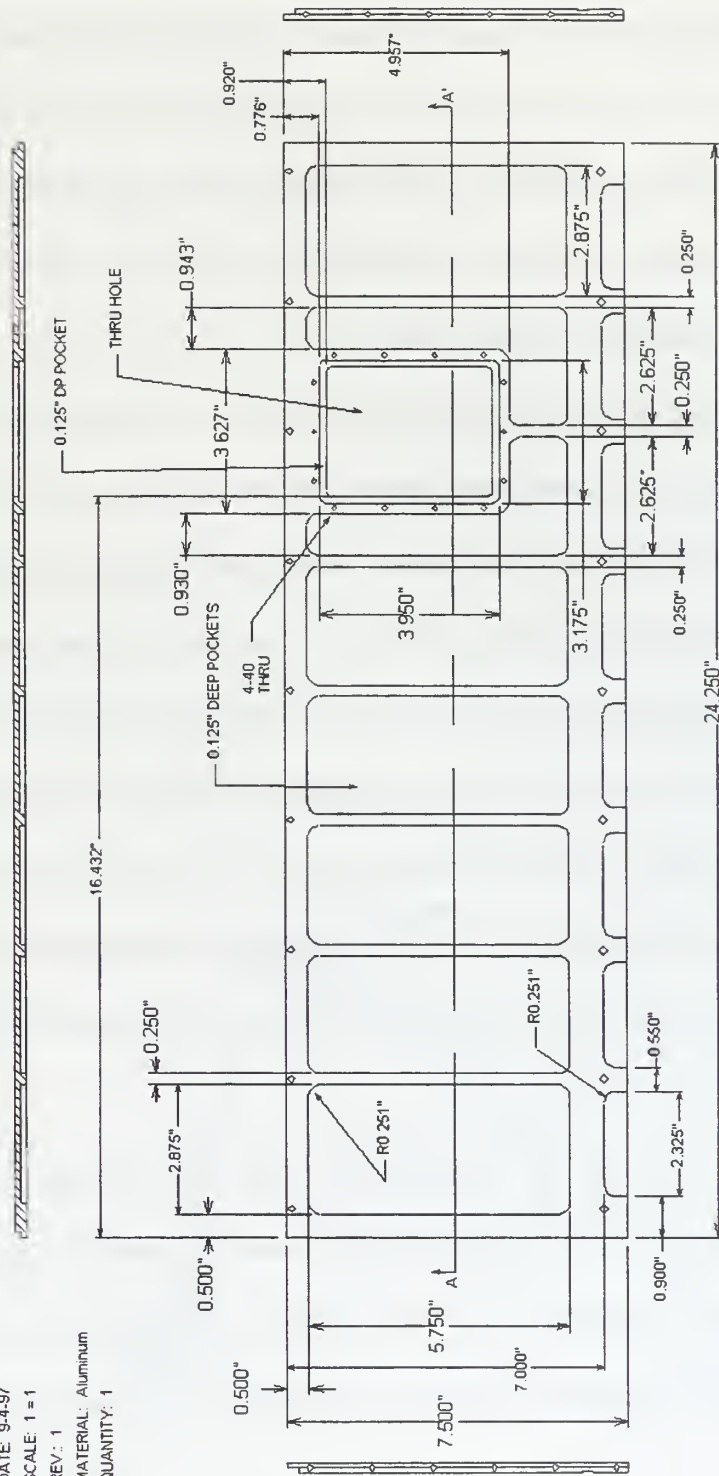 DATE: 9-4-97
SCALE: 1 = 1
REV.: 1
MATERIAL: Aluminum
QUANTITY: 1
16.432"
0.125" DP POCKET
THRU HOLE
0.776"
0.920"
4.957"
0.930"
3.627"
0.943"
4-40
THRU
0.125" DEEP POCKETS
0.250"
2.875"
0.500"
R0.251"
3.950"
3.175"
2.875"
A
A'
0.500"
5.750"
7.000"
7.500"
R0.251"
0.550"
2.325"
0.900"
0.250"
2.625"
0.250"
2.625"
0.250"
24.250"